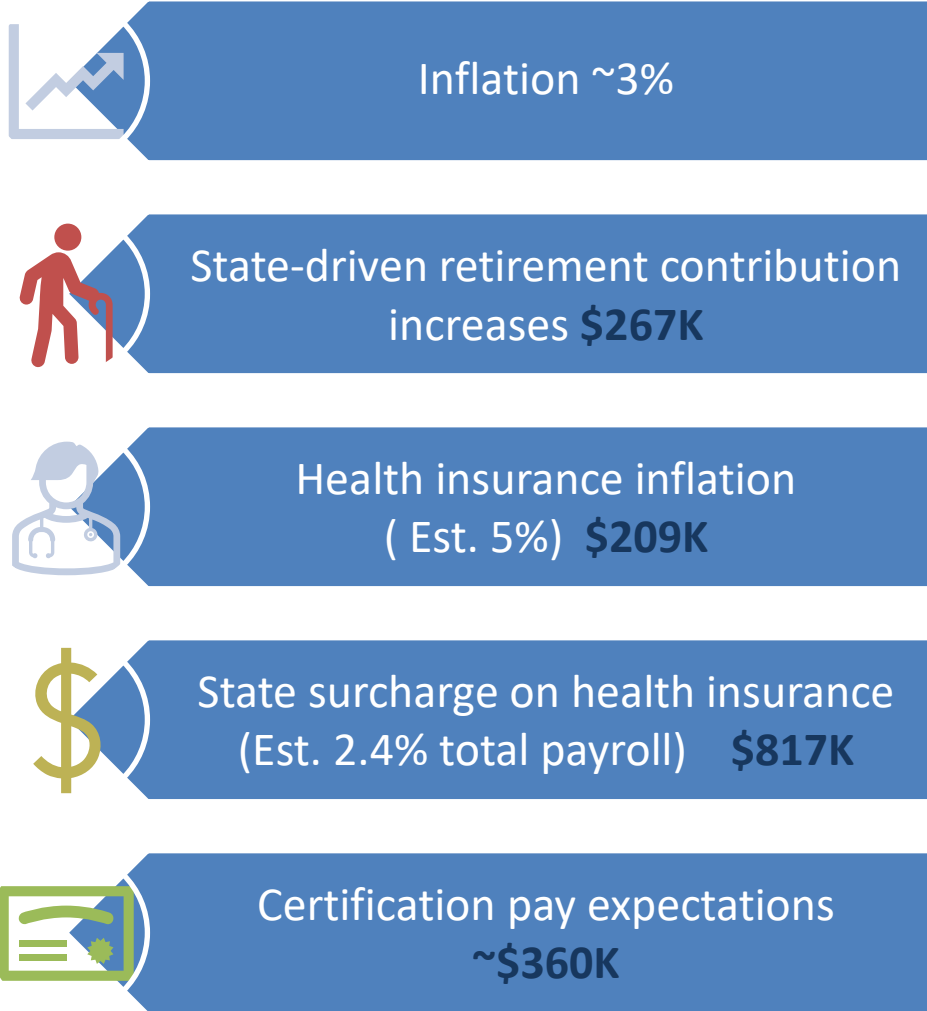 Inflation ~3%
State-driven retirement contribution
increases $267K
Health insurance inflation
( Est. 5%) $209K
State surcharge on health insurance
(Est. 2.4% total payroll) $817K
Certification pay expectations
~$360K